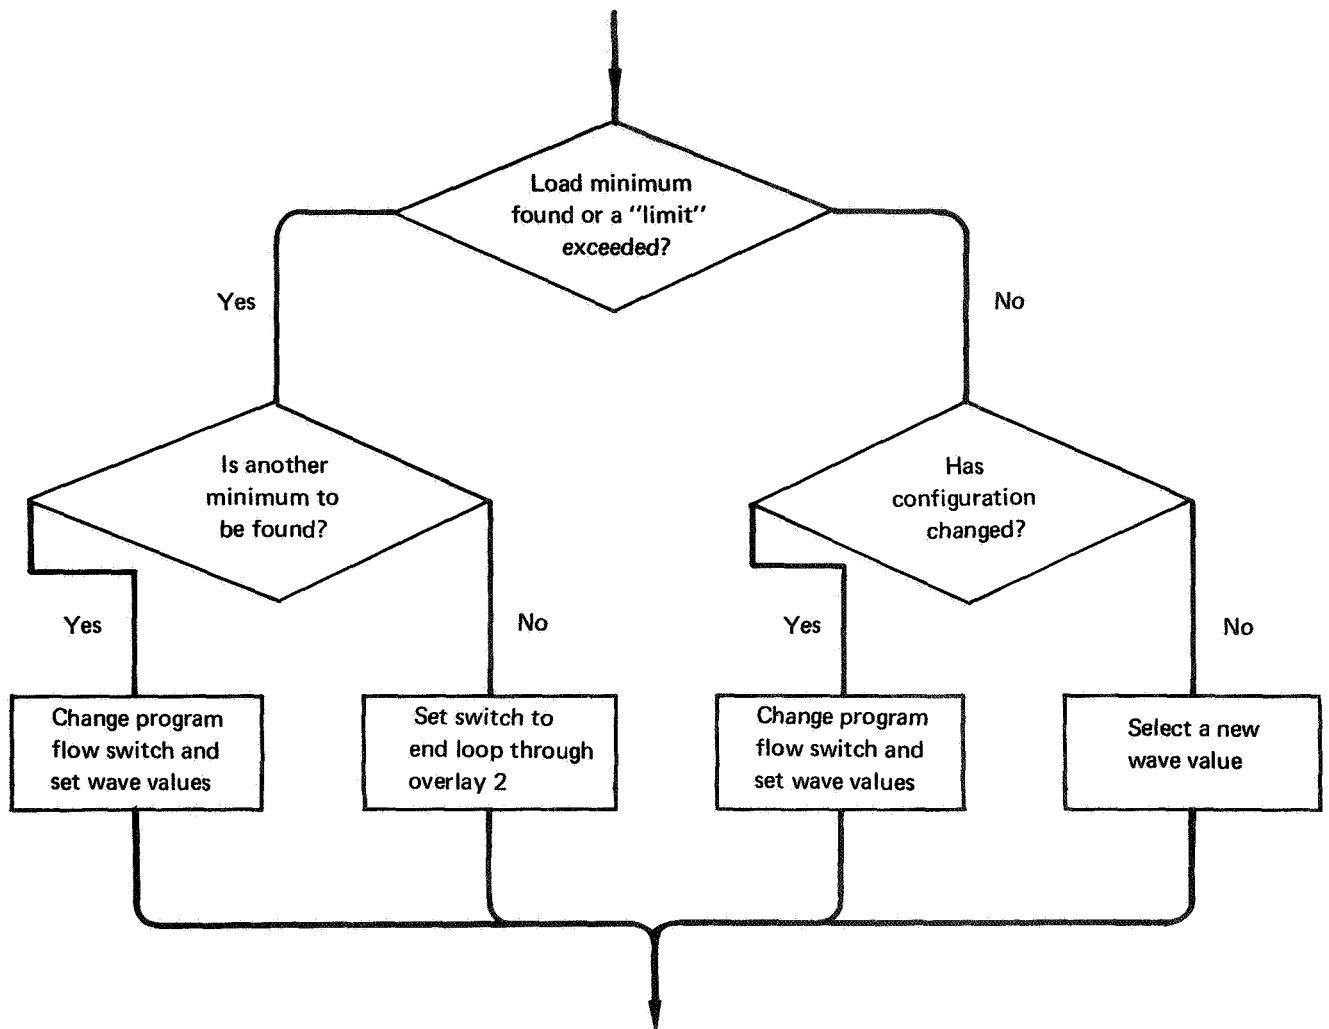 Load minimum
found or a "limit"
exceeded?
Yes
No
Is another
minimum to
be found?
Has
configuration
changed?
Yes
No
Yes
No
Change program
flow switch and
set wave values
Set switch to
end loop through
overlay 2
Change program
flow switch and
set wave values
Select a new
wave value